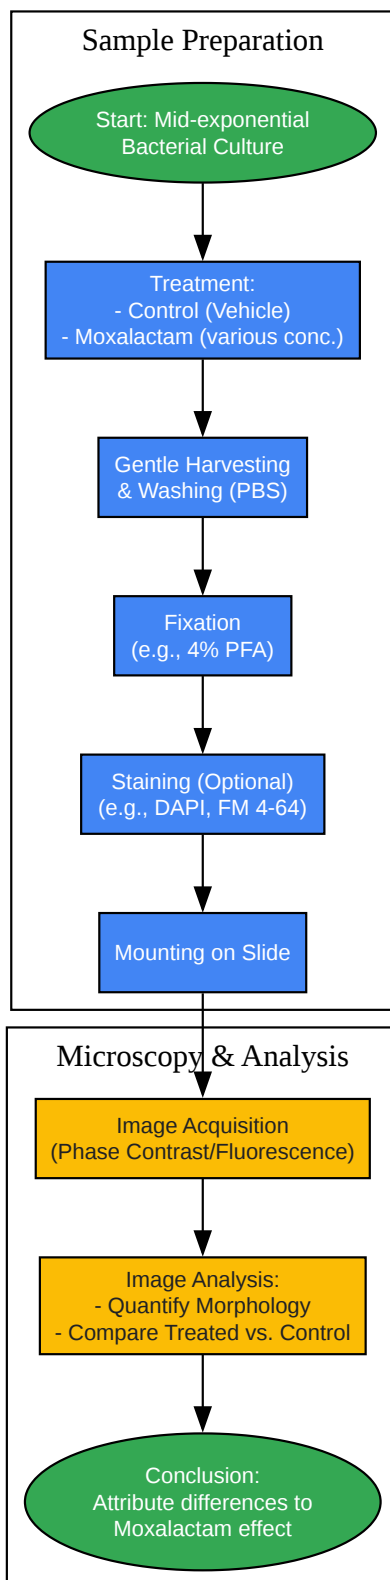 Sample Preparation
Start: Mid-exponential
Bacterial Culture
Treatment:
- Control (Vehicle)
- Moxalactam (various conc.)
Gentle Harvesting
& Washing (PBS)
Fixation
(e.g., 4% PFA)
Staining (Optional)
(e.g., DAPI, FM 4-64)
Mounting on Slide
Microscopy & Analysis
Image Acquisition
(Phase Contrast/Fluorescence)
Image Analysis:
- Quantify Morphology
- Compare Treated vs. Control
Conclusion:
Attribute differences to
Moxalactam effect